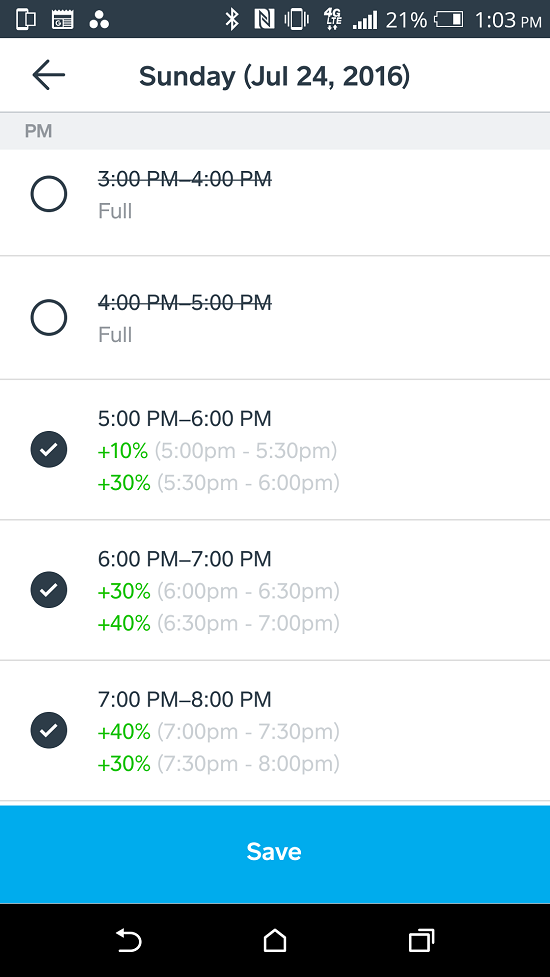 4G LTE 21% 1:03 PM
Sunday (Jul 24, 2016)
PM
3:00 PM–4:00 PM
Full
4:00 PM–5:00 PM
Full
5:00 PM–6:00 PM
+10% (5:00pm - 5:30pm)
+30% (5:30pm - 6:00pm)
6:00 PM–7:00 PM
+30% (6:00pm - 6:30pm)
+40% (6:30pm - 7:00pm)
7:00 PM–8:00 PM
+40% (7:00pm - 7:30pm)
+30% (7:30pm - 8:00pm)
Save